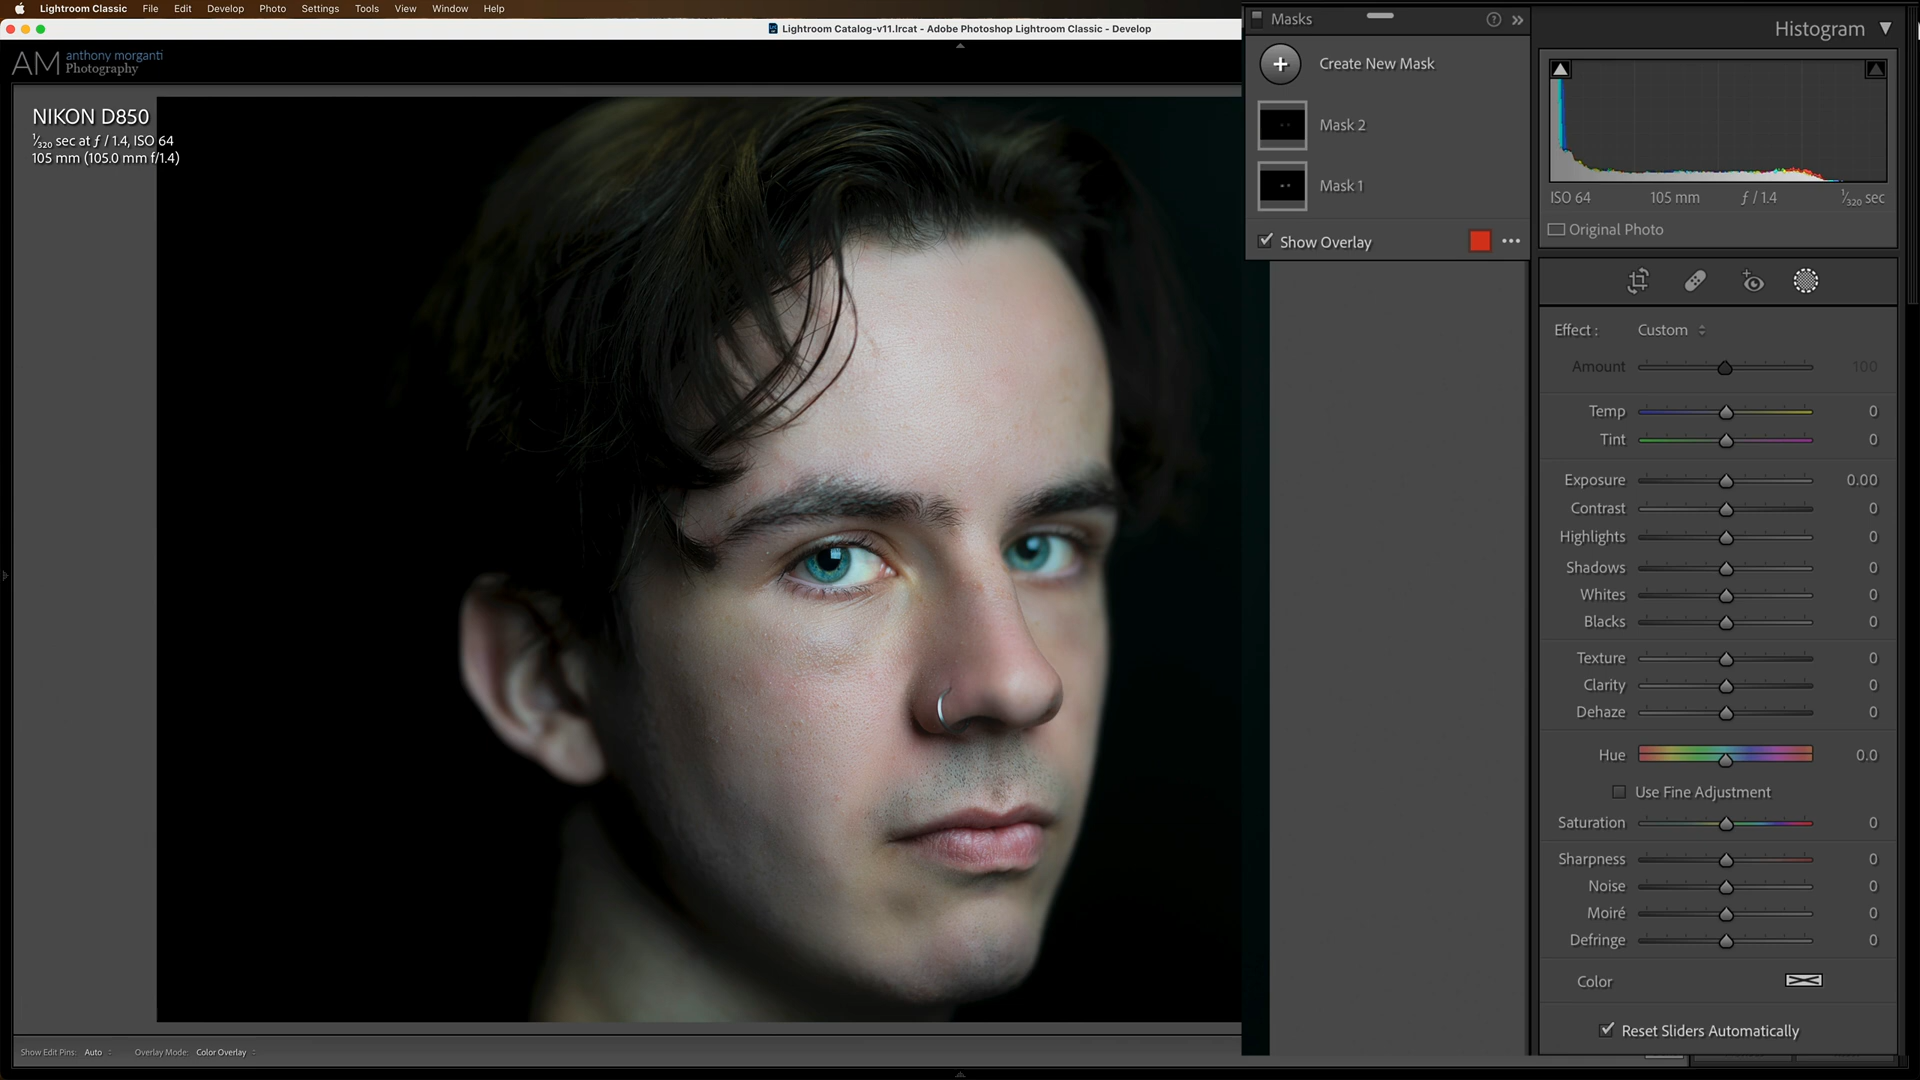 Lightroom Classic File Edit Develop Photo Settings Tools View Window Help
Lightroom Catalog-v11.lrcat - Adobe Photoshop Lightroom Classic - Develop
AM anthony morganti
Photography
NIKON D850
1/320 sec at ƒ / 1.4, ISO 64
105 mm (105.0 mm f/1.4)
Masks
Create New Mask
Mask 2
Mask 1
Show Overlay
Histogram
ISO 64 105 mm ƒ / 1.4 1/320 sec
Original Photo
Effect : Custom
Amount 100
Temp 0
Tint 0
Exposure 0.00
Contrast 0
Highlights 0
Shadows 0
Whites 0
Blacks 0
Texture 0
Clarity 0
Dehaze 0
Hue 0.0
Use Fine Adjustment
Saturation 0
Sharpness 0
Noise 0
Moiré 0
Defringe 0
Color
Reset Sliders Automatically
Show Edit Pins: Auto Overlay Mode: Color Overlay